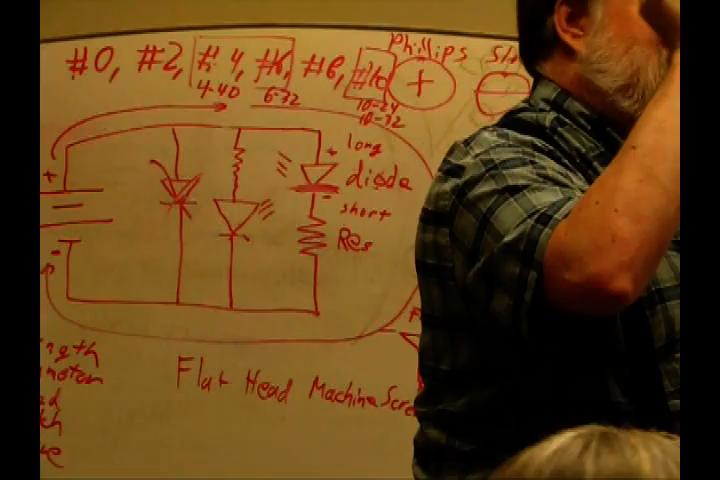 #0, #2, #4, #6, #8, #10
Phillips
4-40
6-32
10-24
10-32
+
long
diode
-
short
Res
+
-
Flat Head Machine Scre